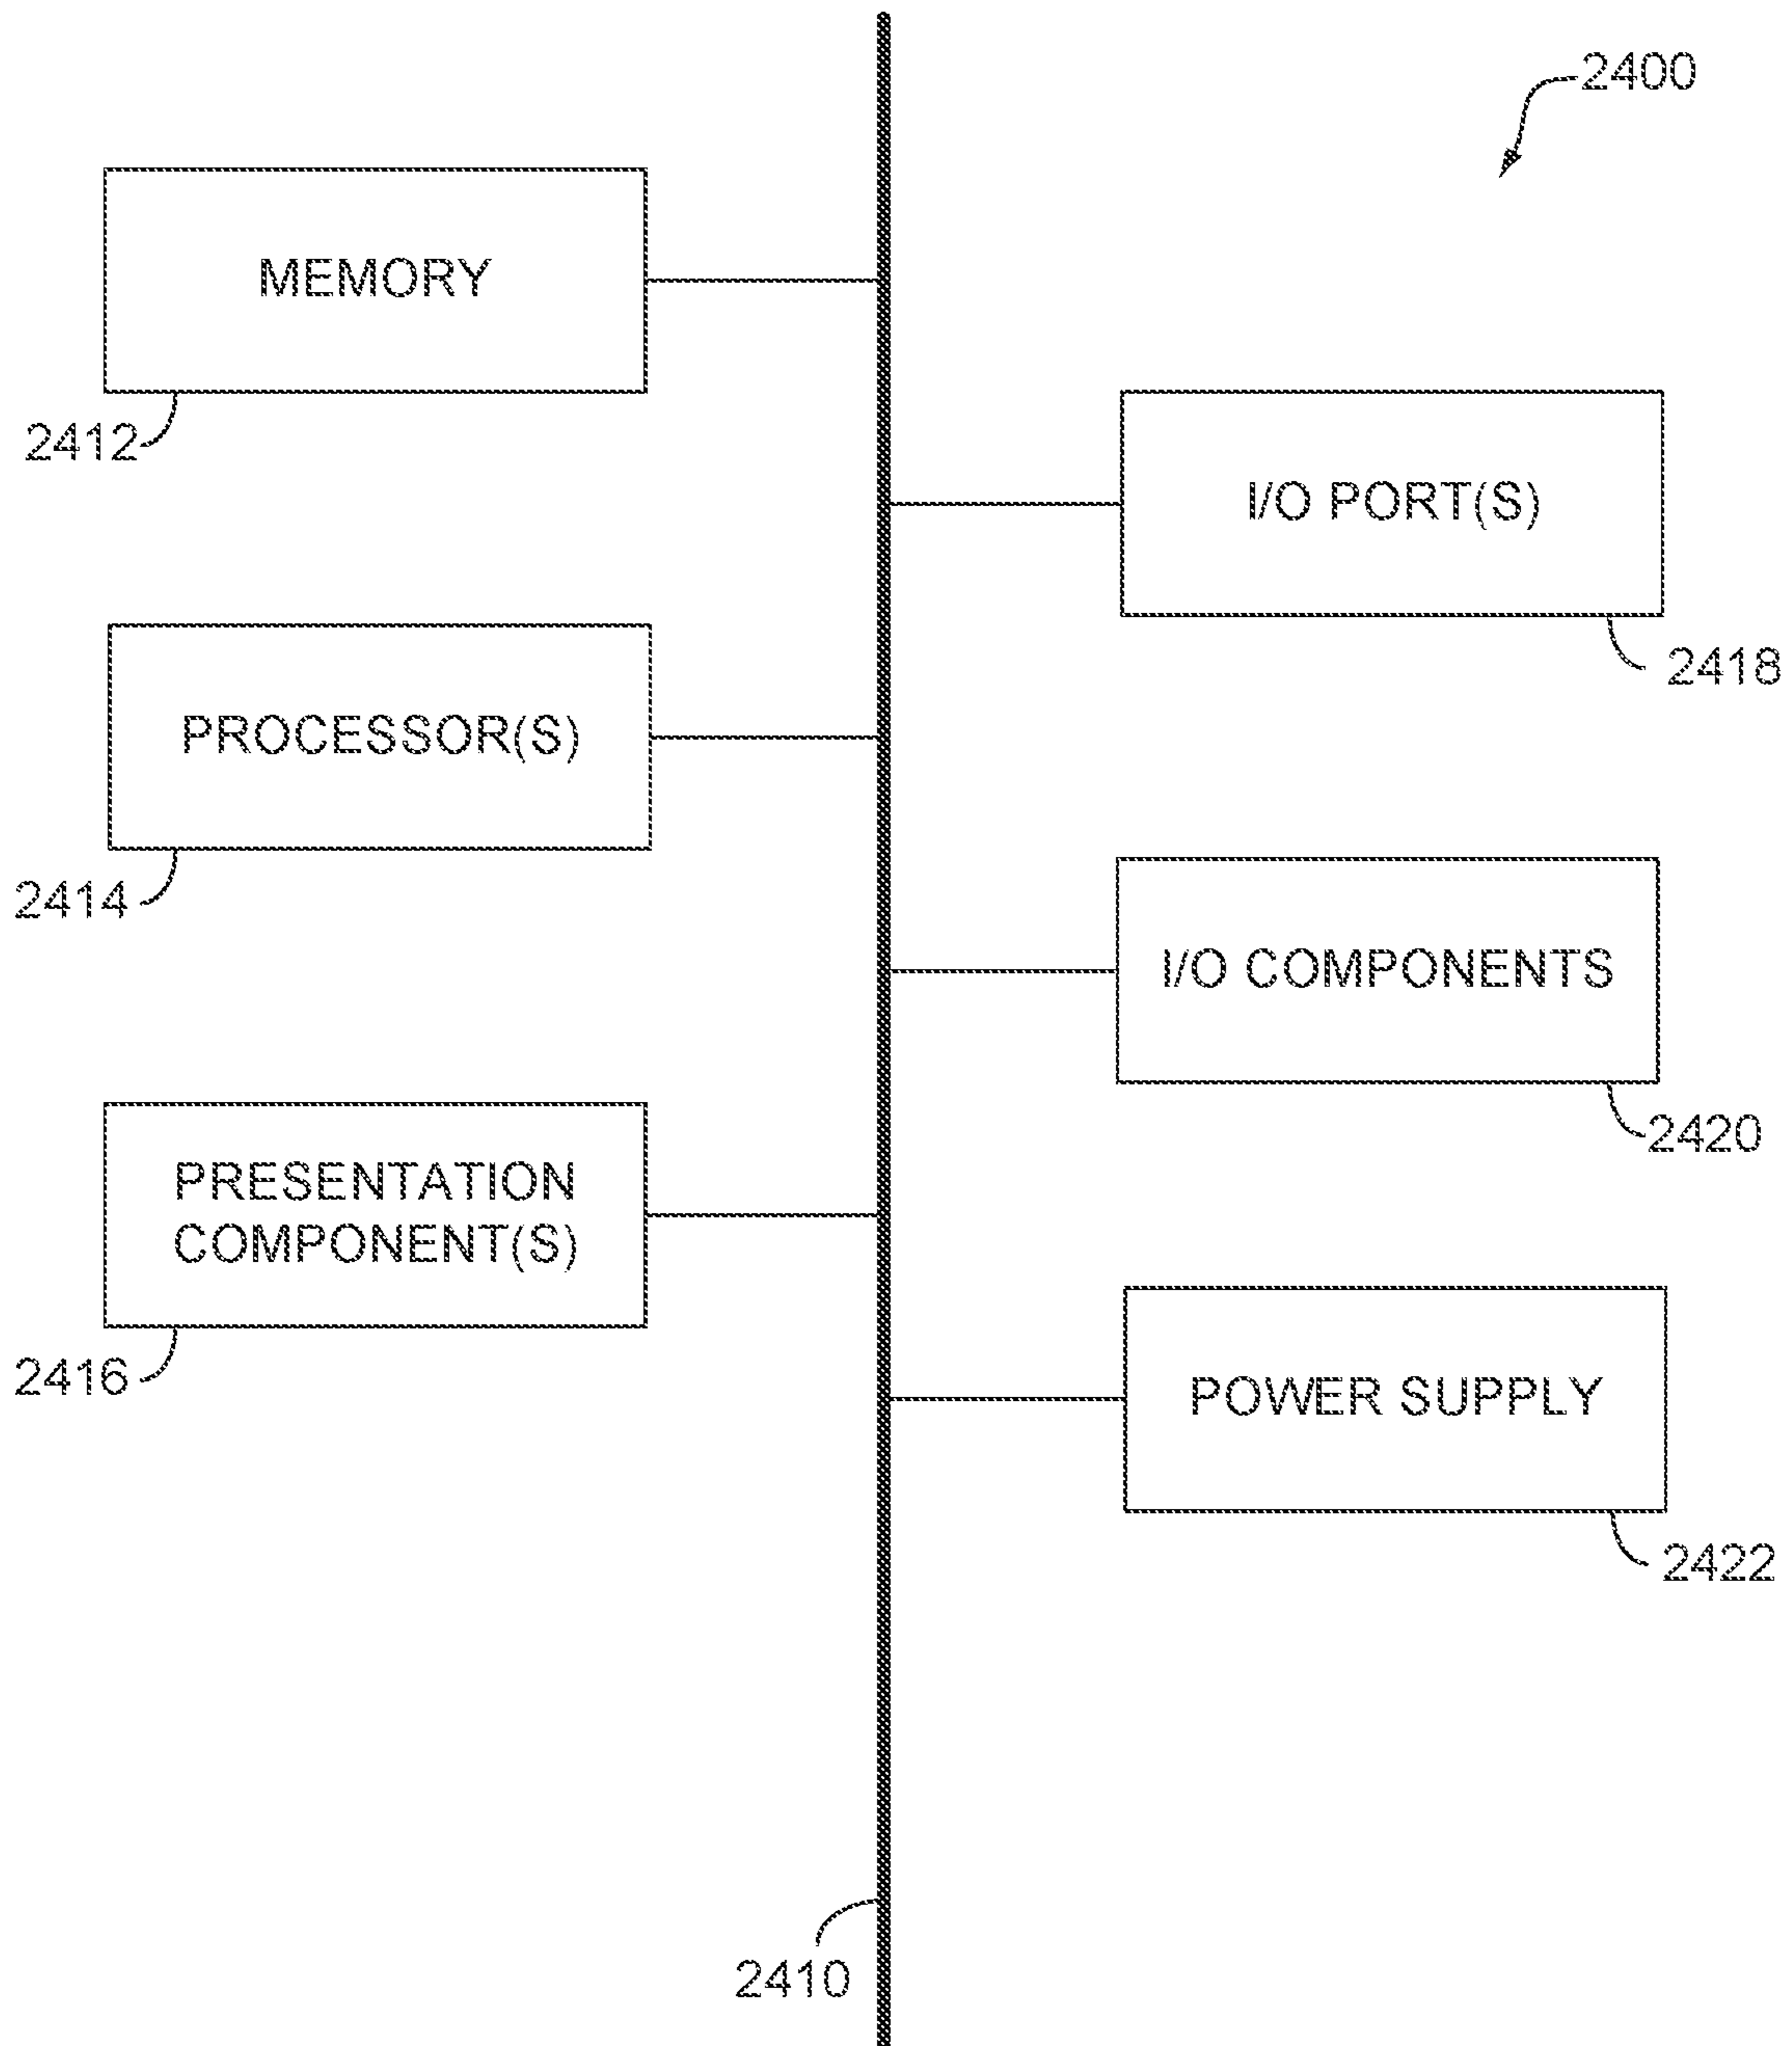 2400
MEMORY
2412
I/O PORT(S)
2418
PROCESSOR(S)
2414
I/O COMPONENTS
2420
PRESENTATION
COMPONENT(S)
2416
POWER SUPPLY
2422
2410